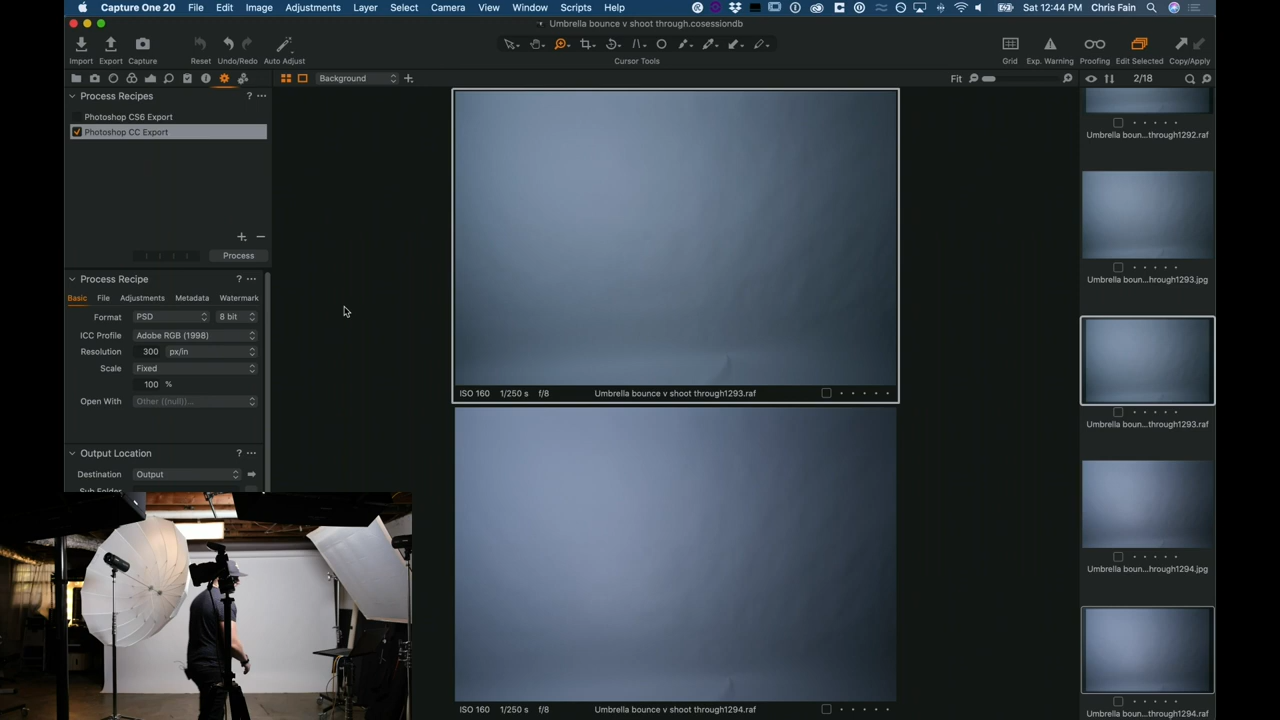 Capture One 20 File Edit Image Adjustments Layer Select Camera View Window Scripts Help Sat 12:44 PM Chris Fain
Umbrella bounce v shoot through.cosessiondb
Import Export Capture Reset Undo/Redo Auto Adjust Cursor Tools Grid Exp. Warning Proofing Edit Selected Copy/Apply
Background Fit 2/18
Process Recipes ? ...
Photoshop CS6 Export
Photoshop CC Export
Process
Process Recipe ? ...
Basic File Adjustments Metadata Watermark
Format PSD 8 bit
ICC Profile Adobe RGB (1998)
Resolution 300 px/in
Scale Fixed
100 %
Open With Other ((null))...
Output Location ? ...
Destination Output
Sub Folder
ISO 160 1/250 s f/8 Umbrella bounce v shoot through1293.raf
ISO 160 1/250 s f/8 Umbrella bounce v shoot through1294.raf
Umbrella boun...through1292.raf
Umbrella boun...hrough1293.jpg
Umbrella boun...through1293.raf
Umbrella boun...hrough1294.jpg
Umbrella boun...through1294.raf